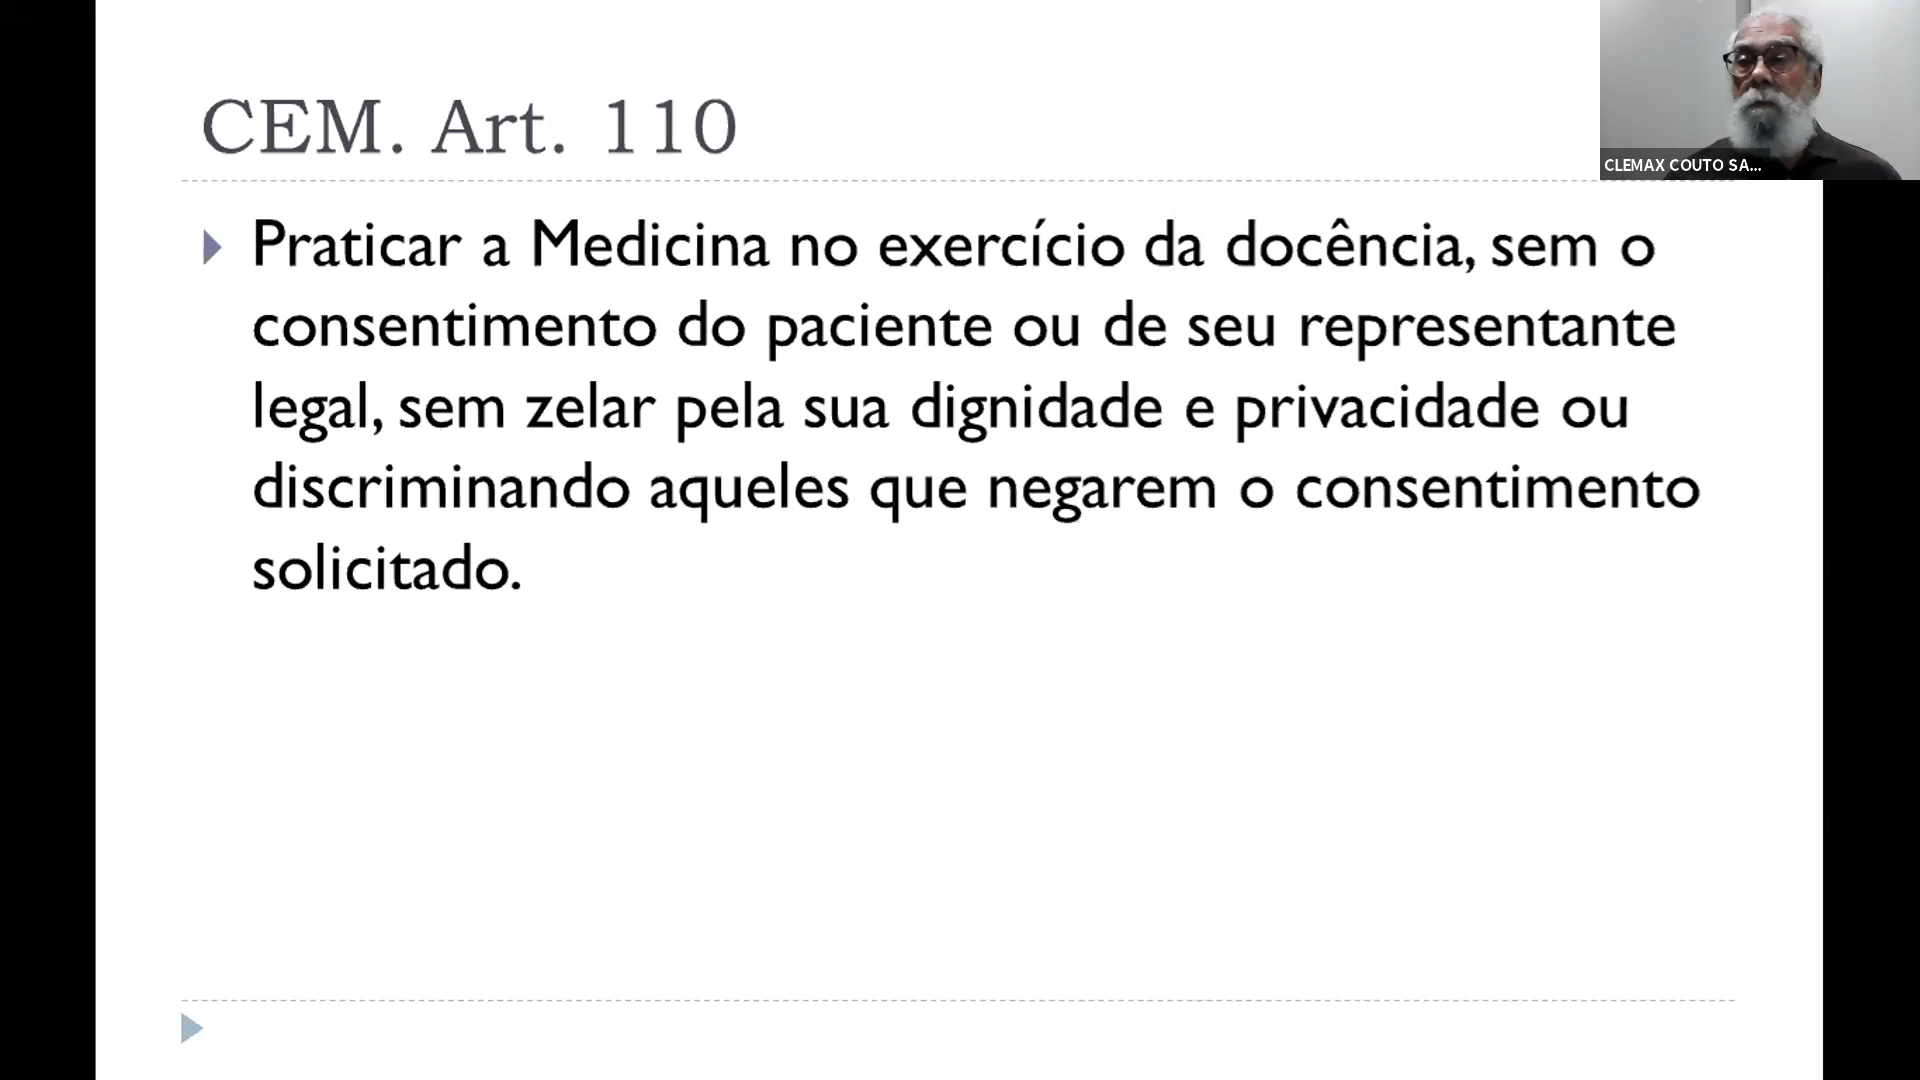 CEM. Art. 110
Praticar a Medicina no exercício da docência, sem o
consentimento do paciente ou de seu representante
legal, sem zelar pela sua dignidade e privacidade ou
discriminando aqueles que negarem o consentimento
solicitado.
CLEMAX COUTO SA...